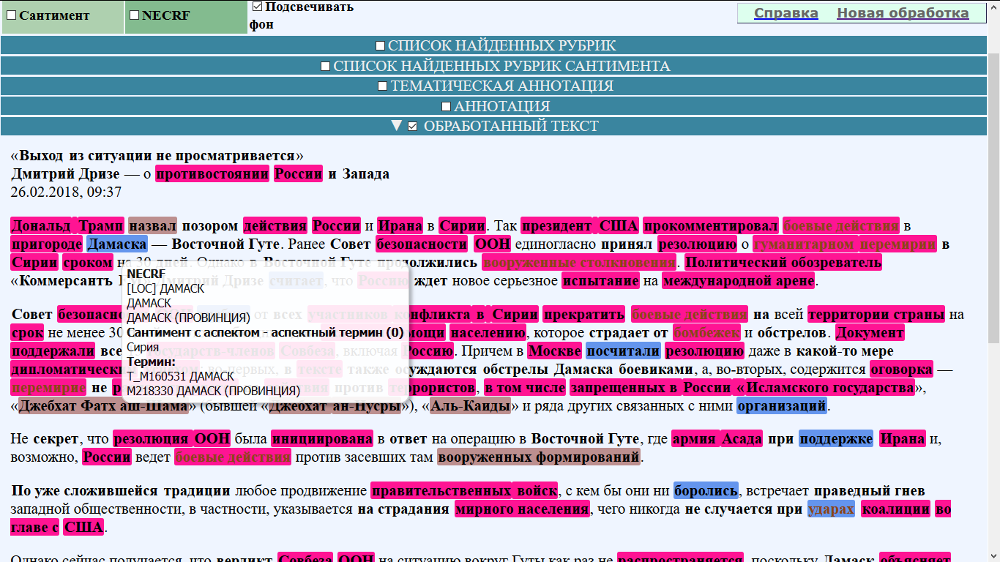 Сантимент
NECRF
Подсвечивать
фон
Справка Новая обработка
СПИСОК НАЙДЕННЫХ РУБРИК
СПИСОК НАЙДЕННЫХ РУБРИК САНТИМЕНТА
ТЕМАТИЧЕСКАЯ АННОТАЦИЯ
АННОТАЦИЯ
▼ ОБРАБОТАННЫЙ ТЕКСТ
«Выход из ситуации не просматривается»
Дмитрий Дризе — о противостоянии России и Запада
26.02.2018, 09:37
Дональд Трамп назвал позором действия России и Ирана в Сирии. Так президент США прокомментировал боевые действия в
пригороде Дамаска — Восточной Гуте. Ранее Совет безопасности ООН единогласно принял резолюцию о гуманитарном перемирии в
Сирии сроком на 30 дней. Однако в Восточной Гуте продолжились вооруженные столкновения. Политический обозреватель
«Коммерсантъ Дмитрий Дризе считает, что Россию ждет новое серьезное испытание на международной арене.
NECRF
[LOC] ДАМАСК
ДАМАСК
ДАМАСК (ПРОВИНЦИЯ)
Сантимент с аспектом - аспектный термин (0)
Сирия
Термин:
T_M160531 ДАМАСК
M218330 ДАМАСК (ПРОВИНЦИЯ)
Совет от всех участников конфликта в Сирии прекратить боевые действия на всей территории страны на
срок не менее 30 населению, которое страдает от бомбежек и обстрелов. Документ
поддержали все государств-членов Совбеза, включая Россию. Причем в Москве посчитали резолюцию даже в какой-то мере
во-первых, в тексте также осуждаются обстрелы Дамаска боевиками, а, во-вторых, содержится оговорка —
перемирие не против террористов, в том числе запрещенных в России «Исламского государства»,
«Джебхат Фатх аш-Шама» (бывшей «Джебхат ан-Нусры»), «Аль-Каиды» и ряда других связанных с ними организаций.
Не секрет, что резолюция ООН была инициирована в ответ на операцию в Восточной Гуте, где армия Асада при поддержке Ирана и,
возможно, России ведет боевые действия против засевших там вооруженных формирований.
По уже сложившейся традиции любое продвижение правительственных войск, с кем бы они ни боролись, встречает праведный гнев
западной общественности, в частности, указывается на страдания мирного населения, чего никогда не случается при ударах коалиции во
главе с США.
Однако сейчас получается, что вердикт Совбеза ООН на ситуацию вокруг Гуты как раз не распространяется, поскольку Дамаск объясняет